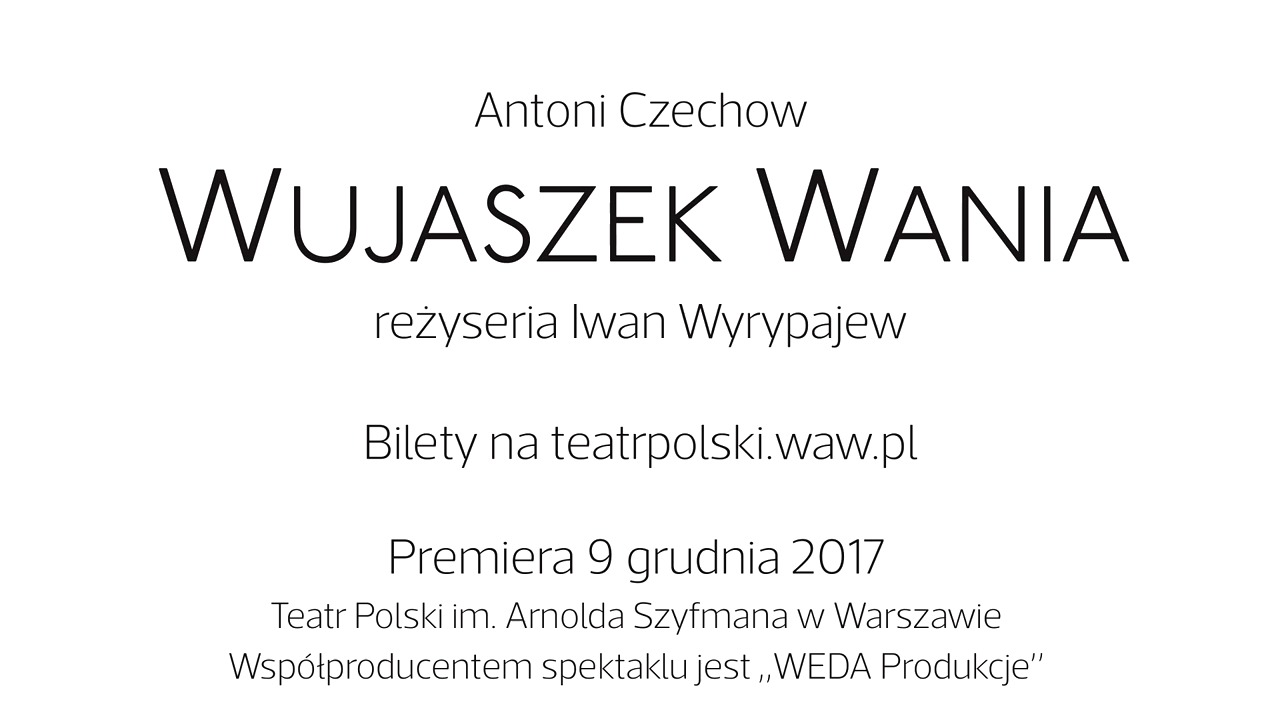 Antoni Czechow
WUJASZEK WANIA
reżyseria Iwan Wyrypajew
Bilety na teatrpolski.waw.pl
Premiera 9 grudnia 2017
Teatr Polski im. Arnolda Szyfmana w Warszawie
Współproducentem spektaklu jest ,,WEDA Produkcje’’